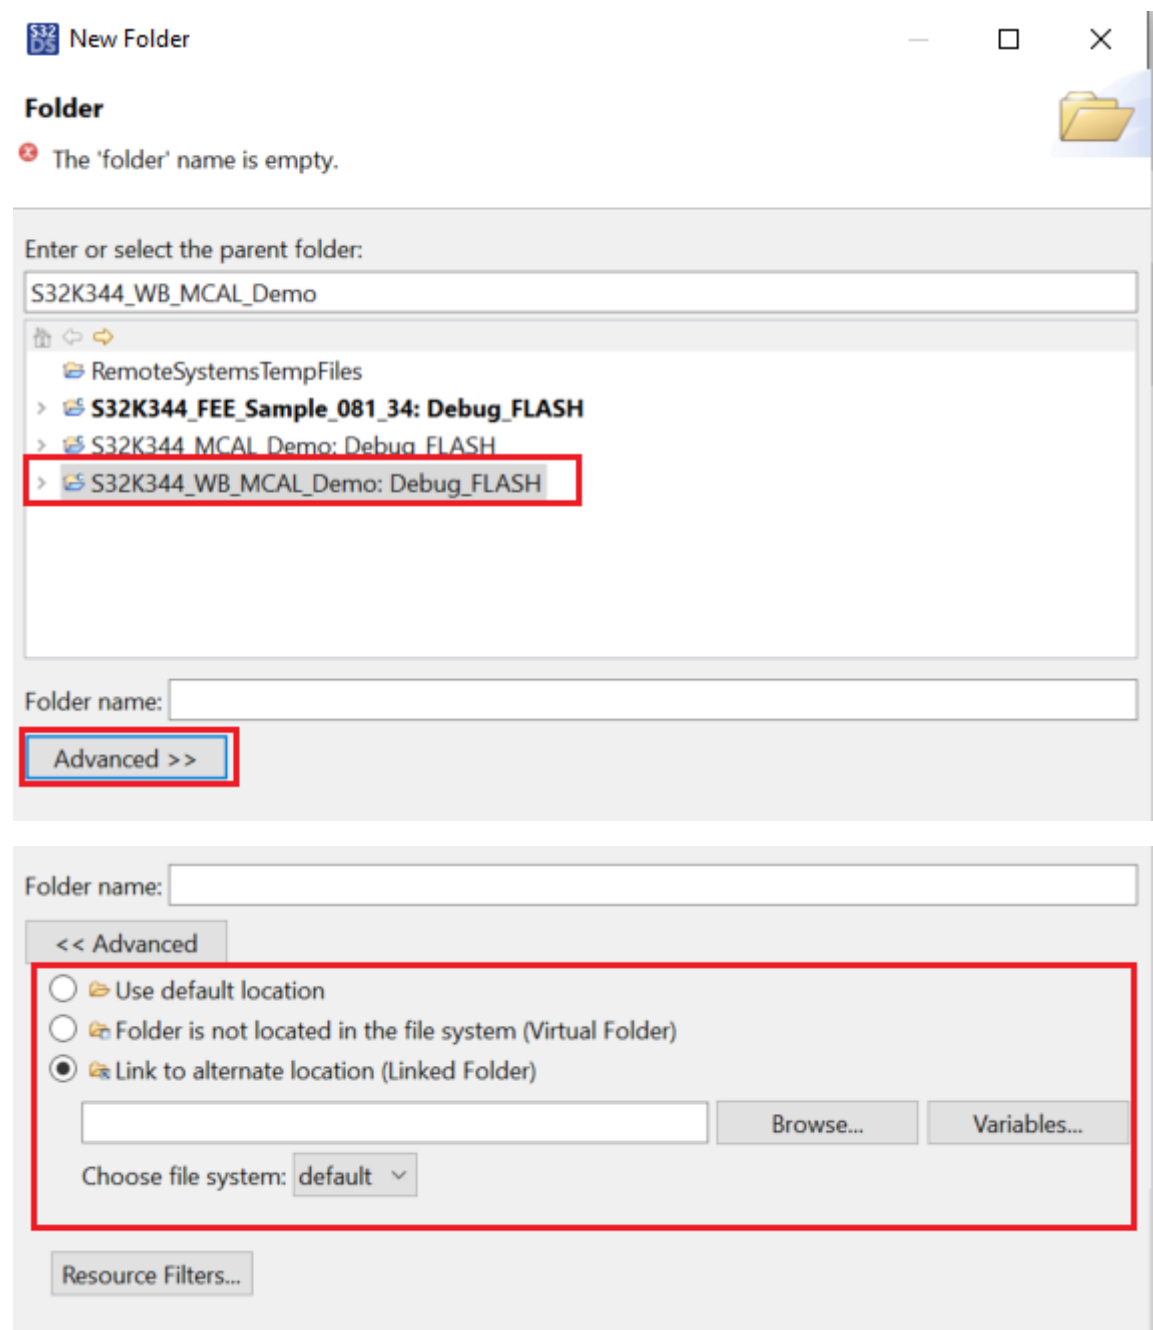 S32
DS New Folder
Folder
The 'folder' name is empty.
Enter or select the parent folder:
S32K344_WB_MCAL_Demo
RemoteSystemsTempFiles
S32K344_FEE_Sample_081_34: Debug_FLASH
S32K344_MCAL_Demo: Debug_FLASH
S32K344_WB_MCAL_Demo: Debug_FLASH
Folder name:
Advanced >>
Folder name:
<< Advanced
Use default location
Folder is not located in the file system (Virtual Folder)
Link to alternate location (Linked Folder)
Browse... Variables...
Choose file system: default
Resource Filters...